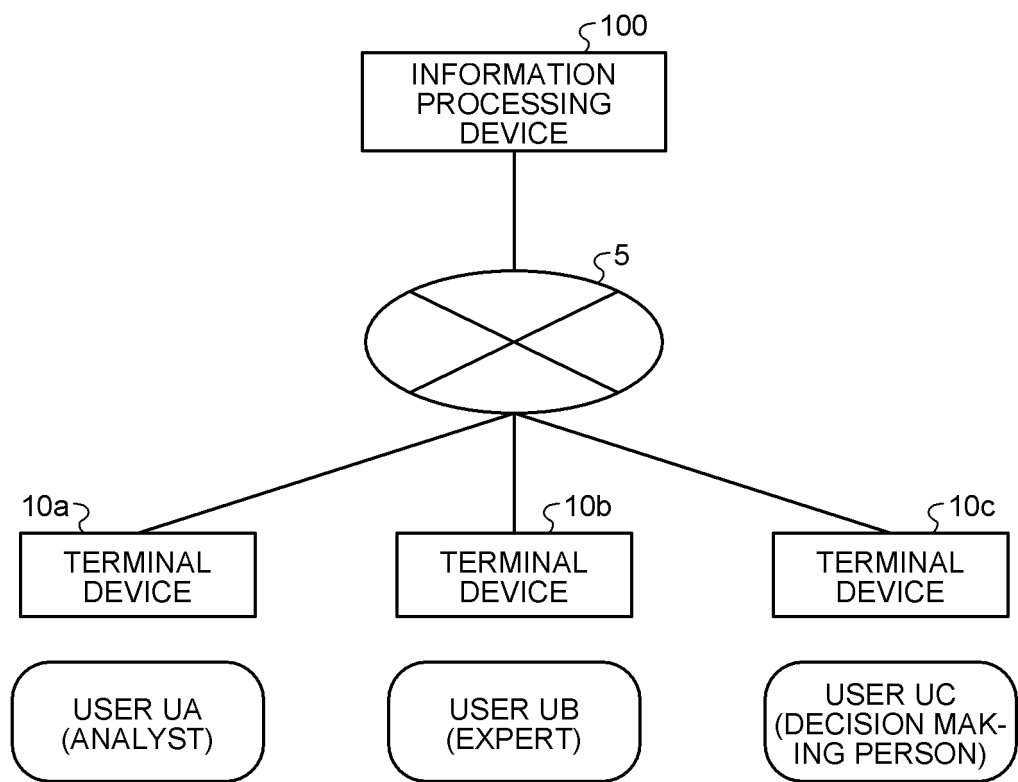 100
INFORMATION
PROCESSING
DEVICE
5
10a
10b
10c
TERMINAL
DEVICE
TERMINAL
DEVICE
TERMINAL
DEVICE
USER UA
(ANALYST)
USER UB
(EXPERT)
USER UC
(DECISION MAK-
ING PERSON)